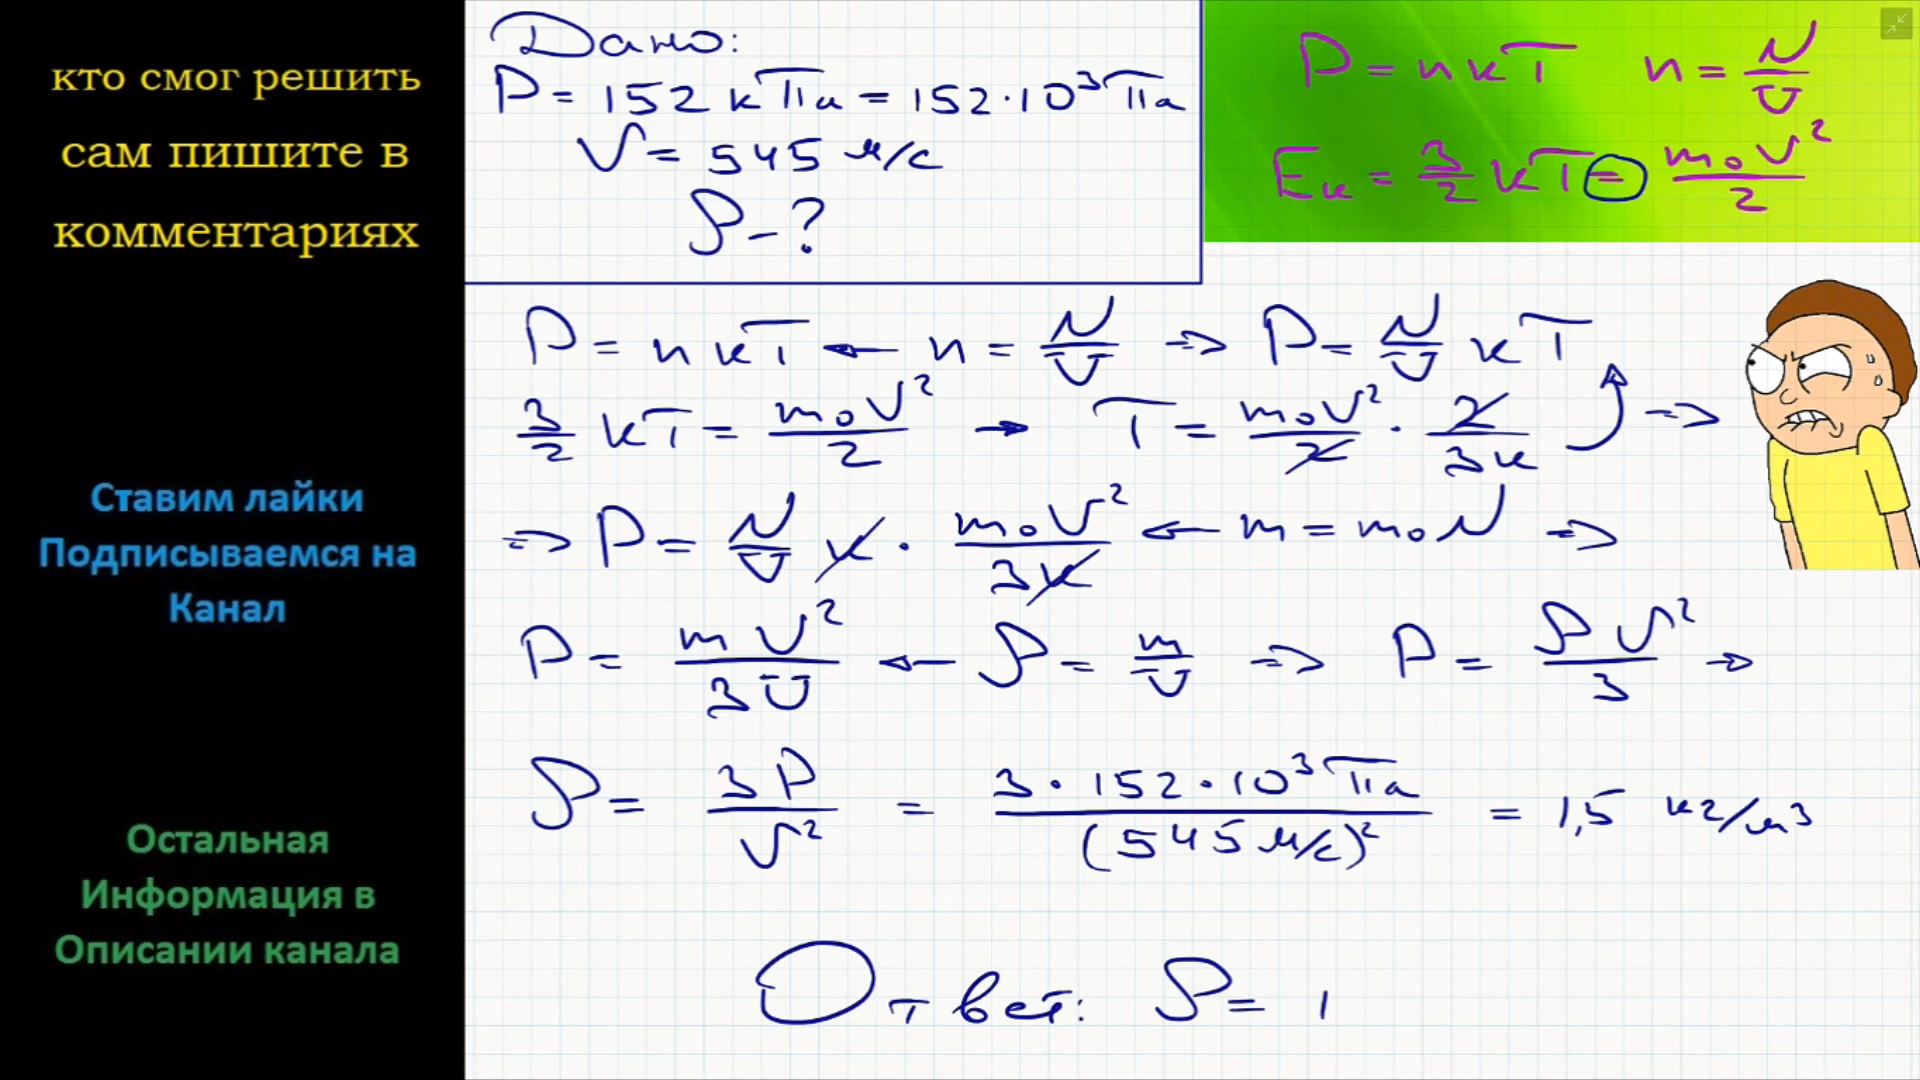 кто смог решить
сам пишите в
комментариях
Ставим лайки
Подписываемся на
Канал
Остальная
Информация в
Описании канала
Дано:
P = 152 кПа = 152·10³ Па
v = 545 м/с
ρ - ?
P = nkT n = N/V
Eк = 3/2 kT = m₀v²/2
P = nkT ← n = N/V ⇒ P = N/V kT
3/2 kT = m₀v²/2 → T = m₀v²/2 · 2/3k ⇒
⇒ P = N/V k · m₀v²/3k ← m = m₀N ⇒
P = mv²/3V ← ρ = m/V ⇒ P = ρv²/3 →
ρ = 3P/v² = 3·152·10³ Па/(545 м/с)² = 1,5 кг/м³
Ответ: ρ = 1